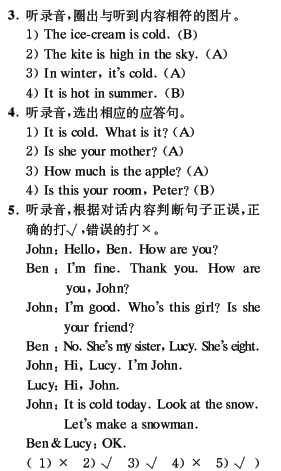 3. 听录音,圈出与听到内容相符的图片。
1) The ice-cream is cold. (B)
2) The kite is high in the sky. (A)
3) In winter, it's cold. (A)
4) It is hot in summer. (B)
4. 听录音,选出相应的应答句。
1) It is cold. What is it? (A)
2) Is she your mother? (A)
3) How much is the apple? (A)
4) Is this your room, Peter? (B)
5. 听录音,根据对话内容判断句子正误,正
确的打√,错误的打×。
John: Hello, Ben. How are you?
Ben: I'm fine. Thank you. How are
you, John?
John: I'm good. Who's this girl? Is she
your friend?
Ben: No. She's my sister, Lucy. She's eight.
John: Hi, Lucy. I'm John.
Lucy: Hi, John.
John: It is cold today. Look at the snow.
Let's make a snowman.
Ben & Lucy: OK.
( 1) × 2) √ 3) √ 4) × 5) √ )